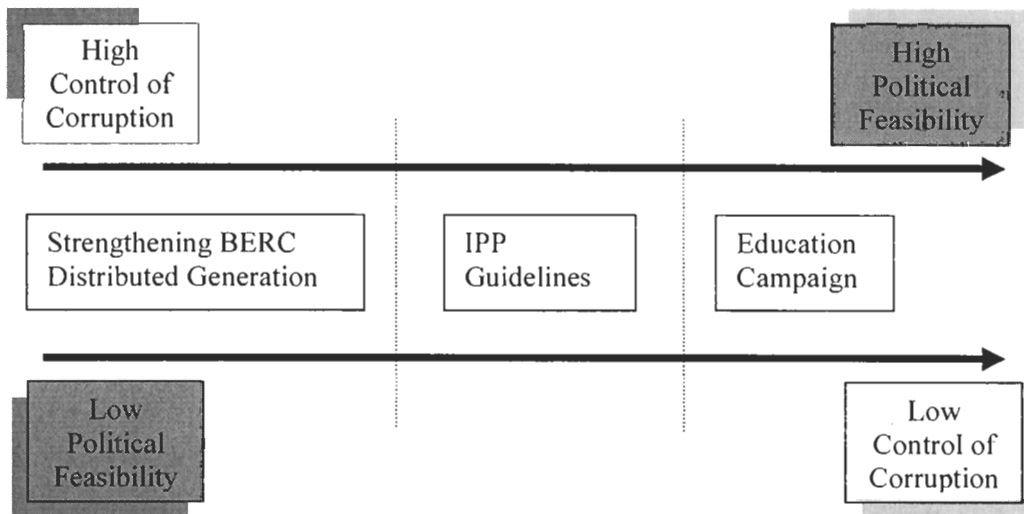 High
Control of
Corruption
High
Political
Feasibility
Strengthening BERC
Distributed Generation
IPP
Guidelines
Education
Campaign
Low
Political
Feasibility
Low
Control of
Corruption